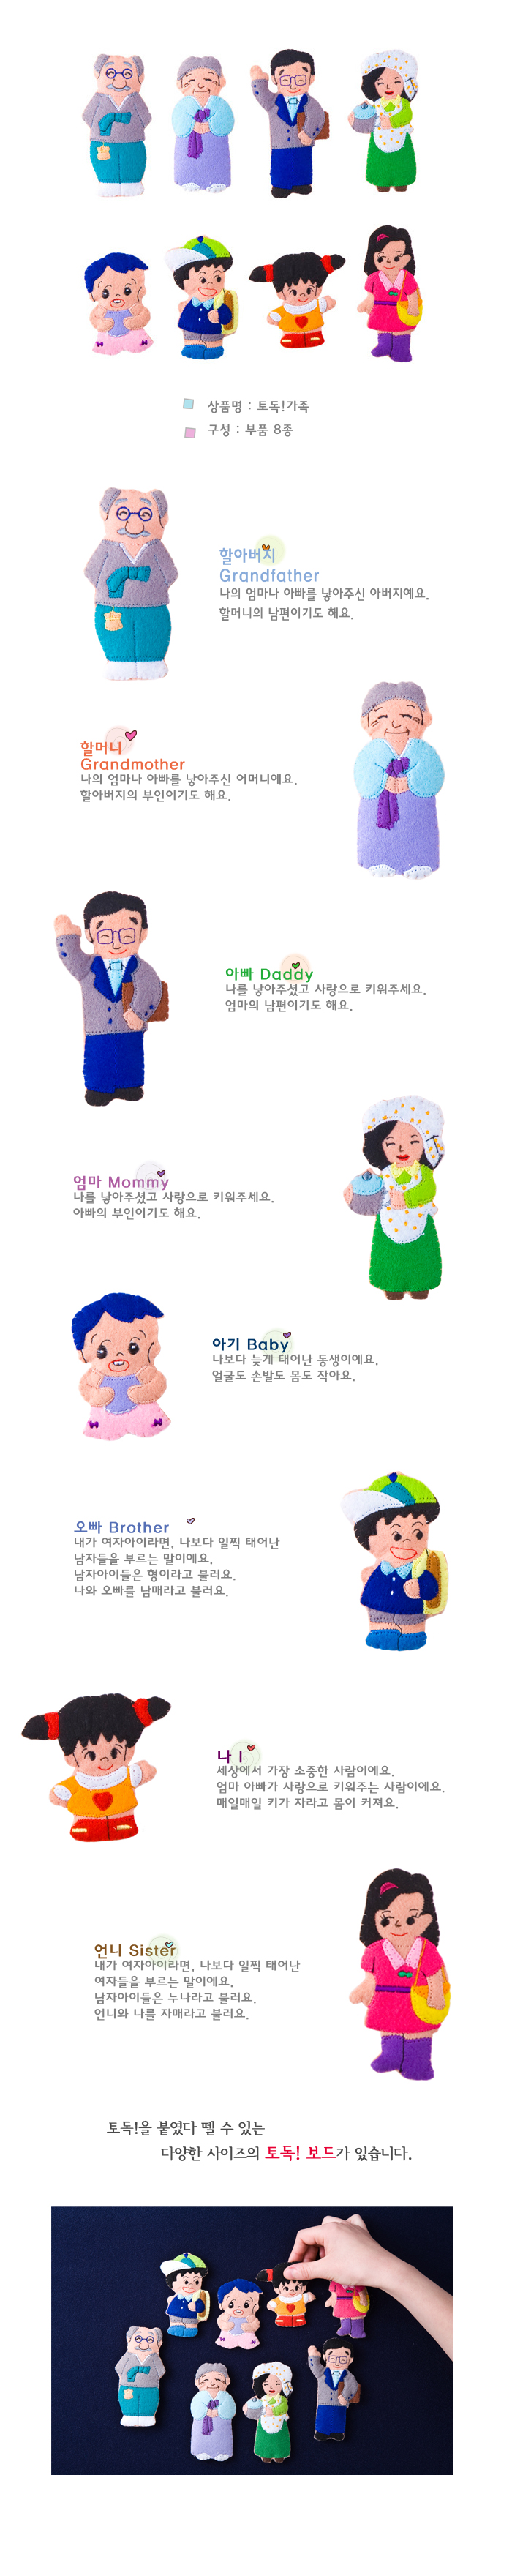 상품명 : 토독!가족
구성 : 부품 8종
할아버지
Grandfather
나의 엄마나 아빠를 낳아주신 아버지예요.
할머니의 남편이기도 해요.
할머니
Grandmother
나의 엄마나 아빠를 낳아주신 어머니예요.
할아버지의 부인이기도 해요.
아빠 Daddy
나를 낳아주셨고 사랑으로 키워주세요.
엄마의 남편이기도 해요.
엄마 Mommy
나를 낳아주셨고 사랑으로 키워주세요.
아빠의 부인이기도 해요.
아기 Baby
나보다 늦게 태어난 동생이에요.
얼굴도 손발도 몸도 작아요.
오빠 Brother
내가 여자아이라면, 나보다 일찍 태어난
남자들을 부르는 말이에요.
남자아이들은 형이라고 불러요.
나와 오빠를 남매라고 불러요.
나 I
세상에서 가장 소중한 사람이에요.
엄마 아빠가 사랑으로 키워주는 사람이에요.
매일매일 키가 자라고 몸이 커져요.
언니 Sister
내가 여자아이라면, 나보다 일찍 태어난
여자들을 부르는 말이에요.
남자아이들은 누나라고 불러요.
언니와 나를 자매라고 불러요.
토독!을 붙였다 뗄 수 있는
다양한 사이즈의 토독! 보드가 있습니다.